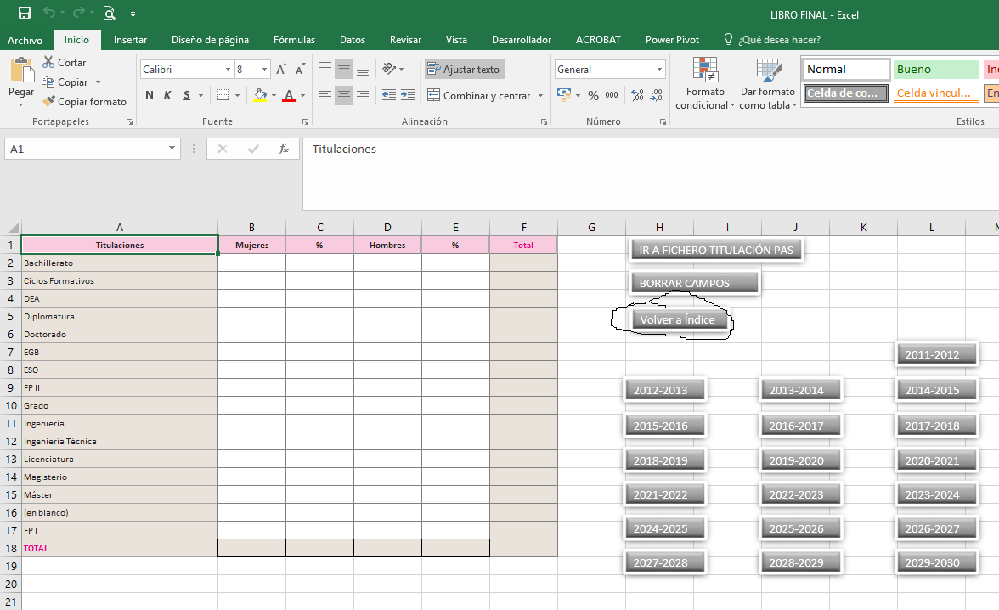 LIBRO FINAL - Excel
Archivo Inicio Insertar Diseño de página Fórmulas Datos Revisar Vista Desarrollador ACROBAT Power Pivot ¿Qué desea hacer?
Pegar
Cortar
Copiar
Copiar formato
Portapapeles
Calibri 8
N K S
Fuente
Ajustar texto
Combinar y centrar
Alineación
General
% 000
Número
Formato condicional
Dar formato como tabla
Normal Bueno
Celda de co... Celda vincul...
Estilos
A1 fx Titulaciones
A B C D E F G H I J K L
1 Titulaciones Mujeres % Hombres % Total IR A FICHERO TITULACIÓN PAS
2 Bachillerato
3 Ciclos Formativos BORRAR CAMPOS
4 DEA
5 Diplomatura Volver a Índice
6 Doctorado
7 EGB 2011-2012
8 ESO
9 FP II 2012-2013 2013-2014 2014-2015
10 Grado
11 Ingeniería 2015-2016 2016-2017 2017-2018
12 Ingeniería Técnica
13 Licenciatura 2018-2019 2019-2020 2020-2021
14 Magisterio
15 Máster 2021-2022 2022-2023 2023-2024
16 (en blanco)
17 FP I 2024-2025 2025-2026 2026-2027
18 TOTAL
19 2027-2028 2028-2029 2029-2030
20
21